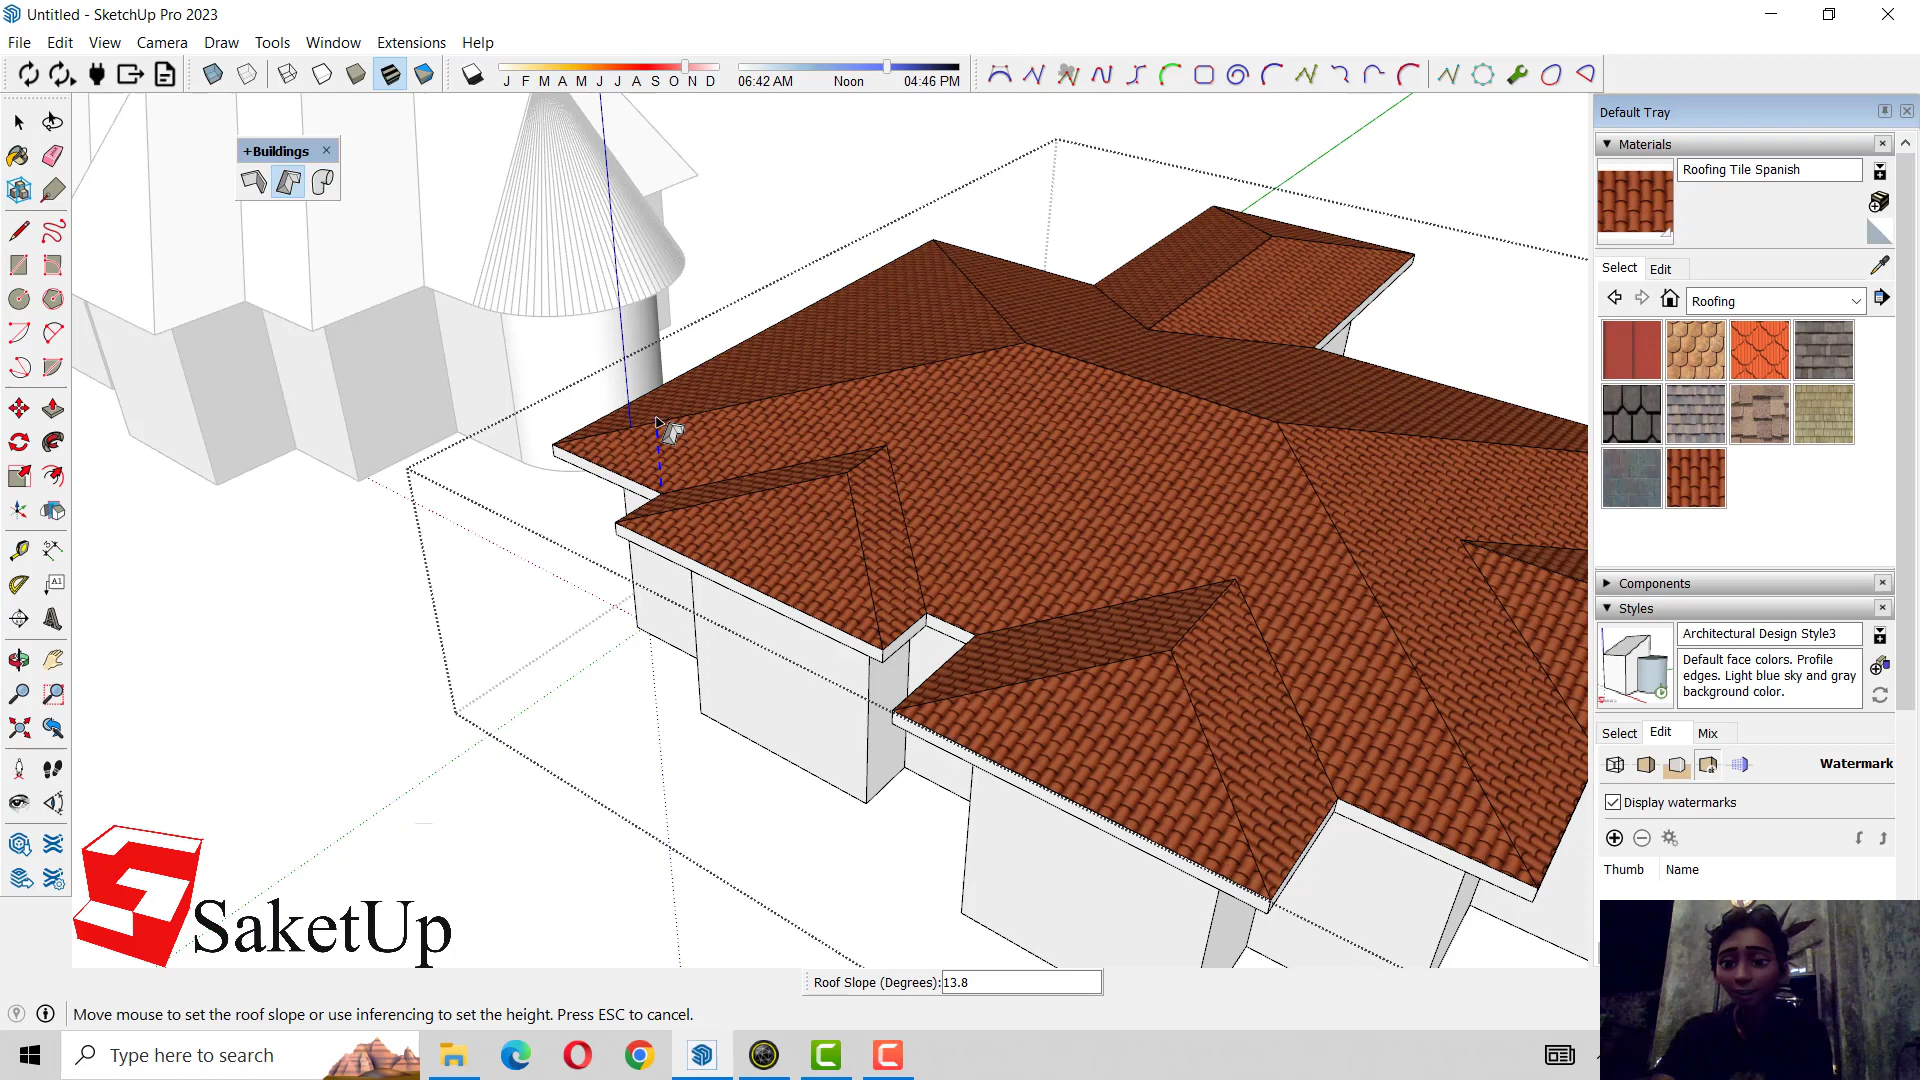 Untitled - SketchUp Pro 2023
File Edit View Camera Draw Tools Window Extensions Help
J F M A M J J A S O N D
06:42 AM Noon 04:46 PM
Default Tray
+Buildings
Materials
Roofing Tile Spanish
Select Edit
Roofing
Components
Styles
Architectural Design Style3
Default face colors. Profile
edges. Light blue sky and gray
background color.
Select Edit Mix
Watermark
Display watermarks
Thumb Name
A1
SaketUp
Roof Slope (Degrees): 13.8
Move mouse to set the roof slope or use inferencing to set the height. Press ESC to cancel.
Type here to search